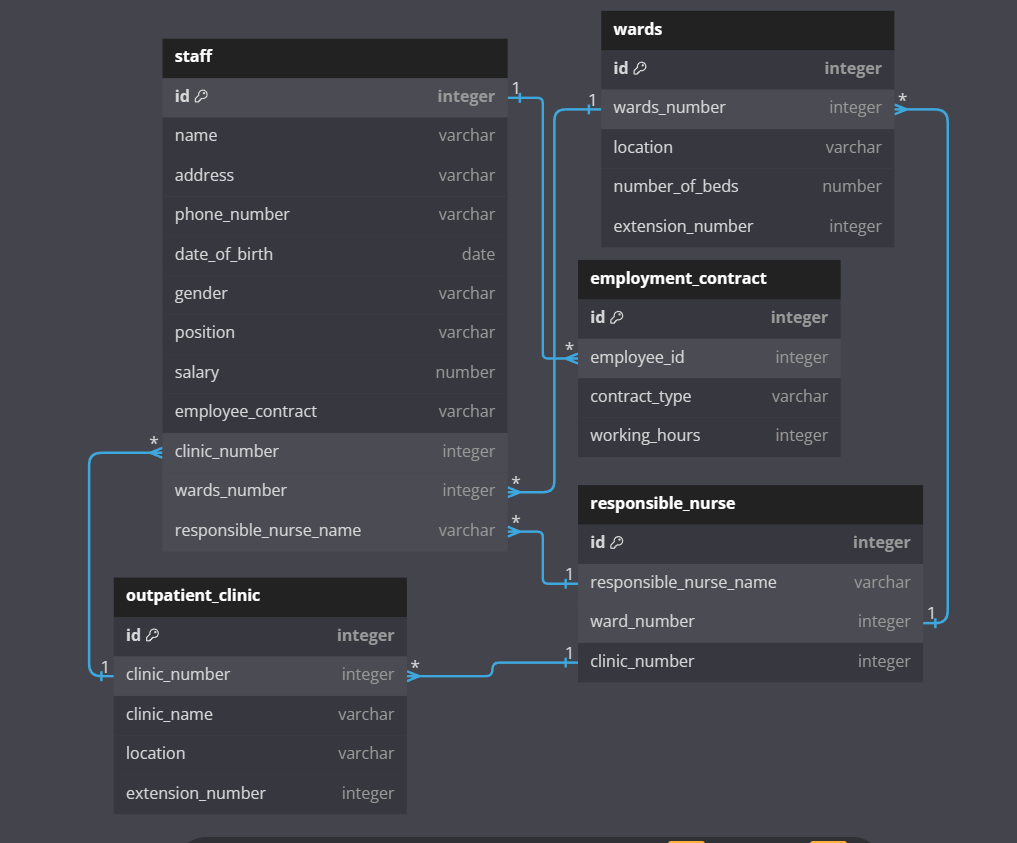 staff
id integer
name varchar
address varchar
phone_number varchar
date_of_birth date
gender varchar
position varchar
salary number
employee_contract varchar
clinic_number integer
wards_number integer
responsible_nurse_name varchar
wards
id integer
wards_number integer
location varchar
number_of_beds number
extension_number integer
employment_contract
id integer
employee_id integer
contract_type varchar
working_hours integer
responsible_nurse
id integer
responsible_nurse_name varchar
ward_number integer
clinic_number integer
outpatient_clinic
id integer
clinic_number integer
clinic_name varchar
location varchar
extension_number integer
1
*
1
*
*
1
*
1
*
1
*
1